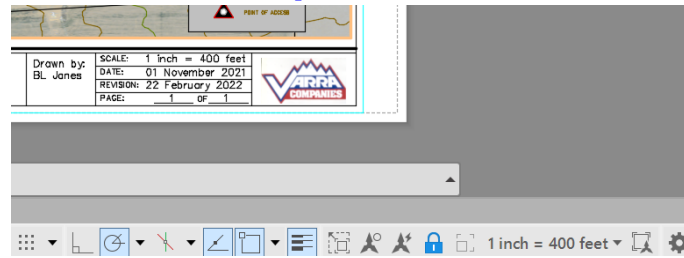 POINT OF ACCESS
Drawn by:
BL Janes
SCALE: 1 inch = 400 feet
DATE: 01 November 2021
REVISION: 22 February 2022
PAGE: 1 OF 1
VARRA
COMPANIES
1 inch = 400 feet